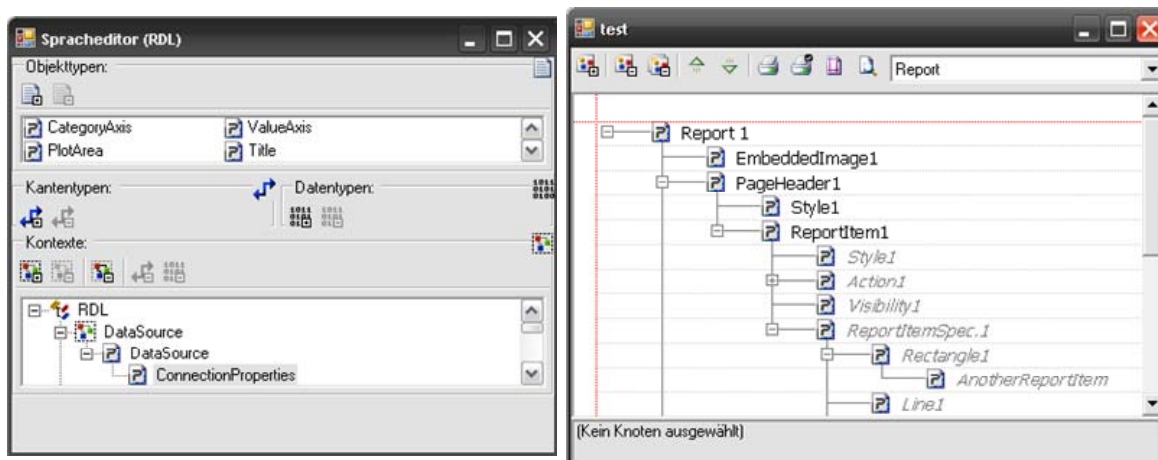 Spracheditor (RDL)
Objekttypen:
CategoryAxis ValueAxis
PlotArea Title
Kantentypen: Datentypen:
Kontexte:
RDL
DataSource
DataSource
ConnectionProperties
test
Report
Report 1
EmbeddedImage1
PageHeader1
Style1
ReportItem1
Style1
Action1
Visibility1
ReportItemSpec.1
Rectangle1
AnotherReportItem
Line1
(Kein Knoten ausgewählt)